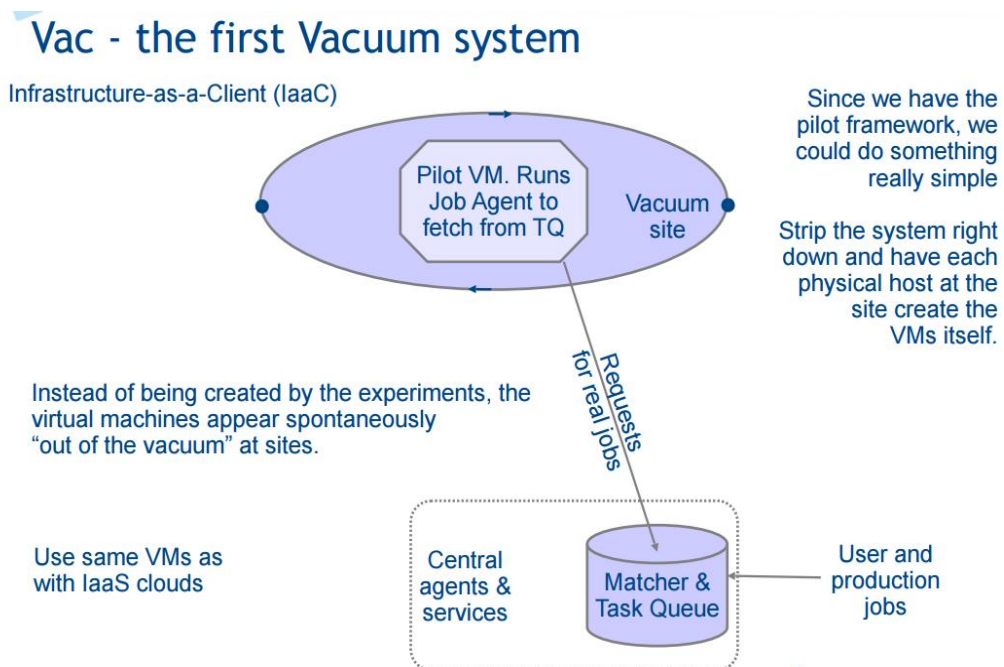 Vac - the first Vacuum system
Infrastructure-as-a-Client (IaaC)
Since we have the
pilot framework, we
could do something
really simple
Pilot VM. Runs
Job Agent to
fetch from TQ
Vacuum
site
Strip the system right
down and have each
physical host at the
site create the
VMs itself.
Requests
for real jobs
Instead of being created by the experiments, the
virtual machines appear spontaneously
“out of the vacuum” at sites.
Use same VMs as
with IaaS clouds
Central
agents &
services
Matcher &
Task Queue
User and
production
jobs